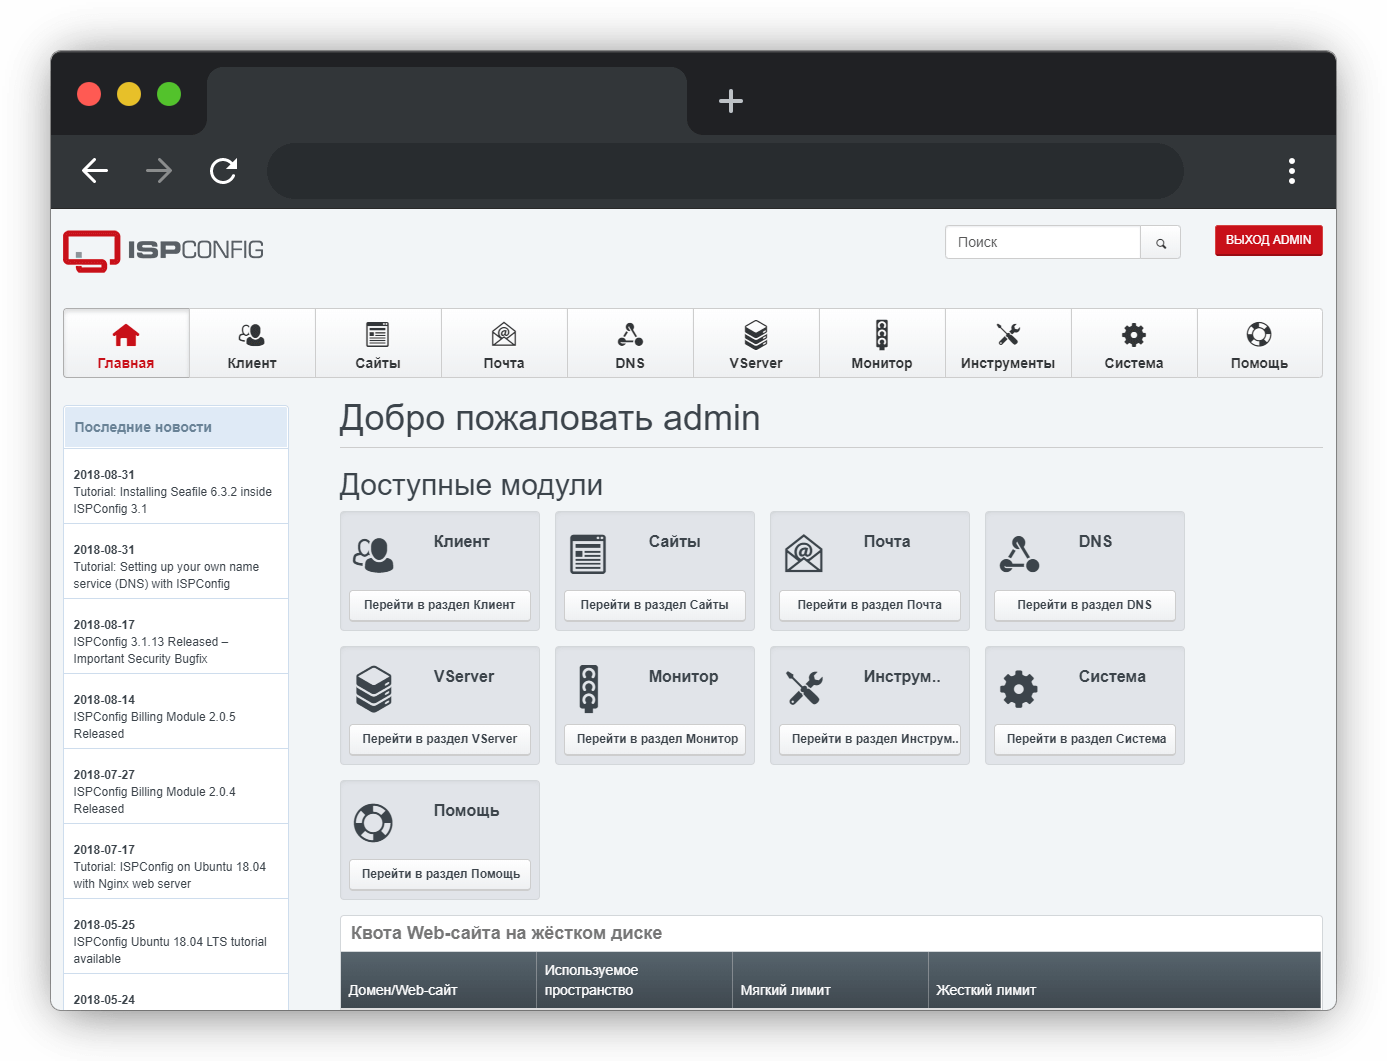 ISPCONFIG
Поиск
ВЫХОД ADMIN
Главная
Клиент
Сайты
Почта
DNS
VServer
Монитор
Инструменты
Система
Помощь
Последние новости
2018-08-31
Tutorial: Installing Seafile 6.3.2 inside
ISPConfig 3.1
2018-08-31
Tutorial: Setting up your own name
service (DNS) with ISPConfig
2018-08-17
ISPConfig 3.1.13 Released –
Important Security Bugfix
2018-08-14
ISPConfig Billing Module 2.0.5
Released
2018-07-27
ISPConfig Billing Module 2.0.4
Released
2018-07-17
Tutorial: ISPConfig on Ubuntu 18.04
with Nginx web server
2018-05-25
ISPConfig Ubuntu 18.04 LTS tutorial
available
2018-05-24
Добро пожаловать admin
Доступные модули
Клиент
Перейти в раздел Клиент
Сайты
Перейти в раздел Сайты
Почта
Перейти в раздел Почта
DNS
Перейти в раздел DNS
VServer
Перейти в раздел VServer
Монитор
Перейти в раздел Монитор
Инструм..
Перейти в раздел Инструм..
Система
Перейти в раздел Система
Помощь
Перейти в раздел Помощь
Квота Web-сайта на жёстком диске
Домен/Web-сайт
Используемое
пространство
Мягкий лимит
Жесткий лимит